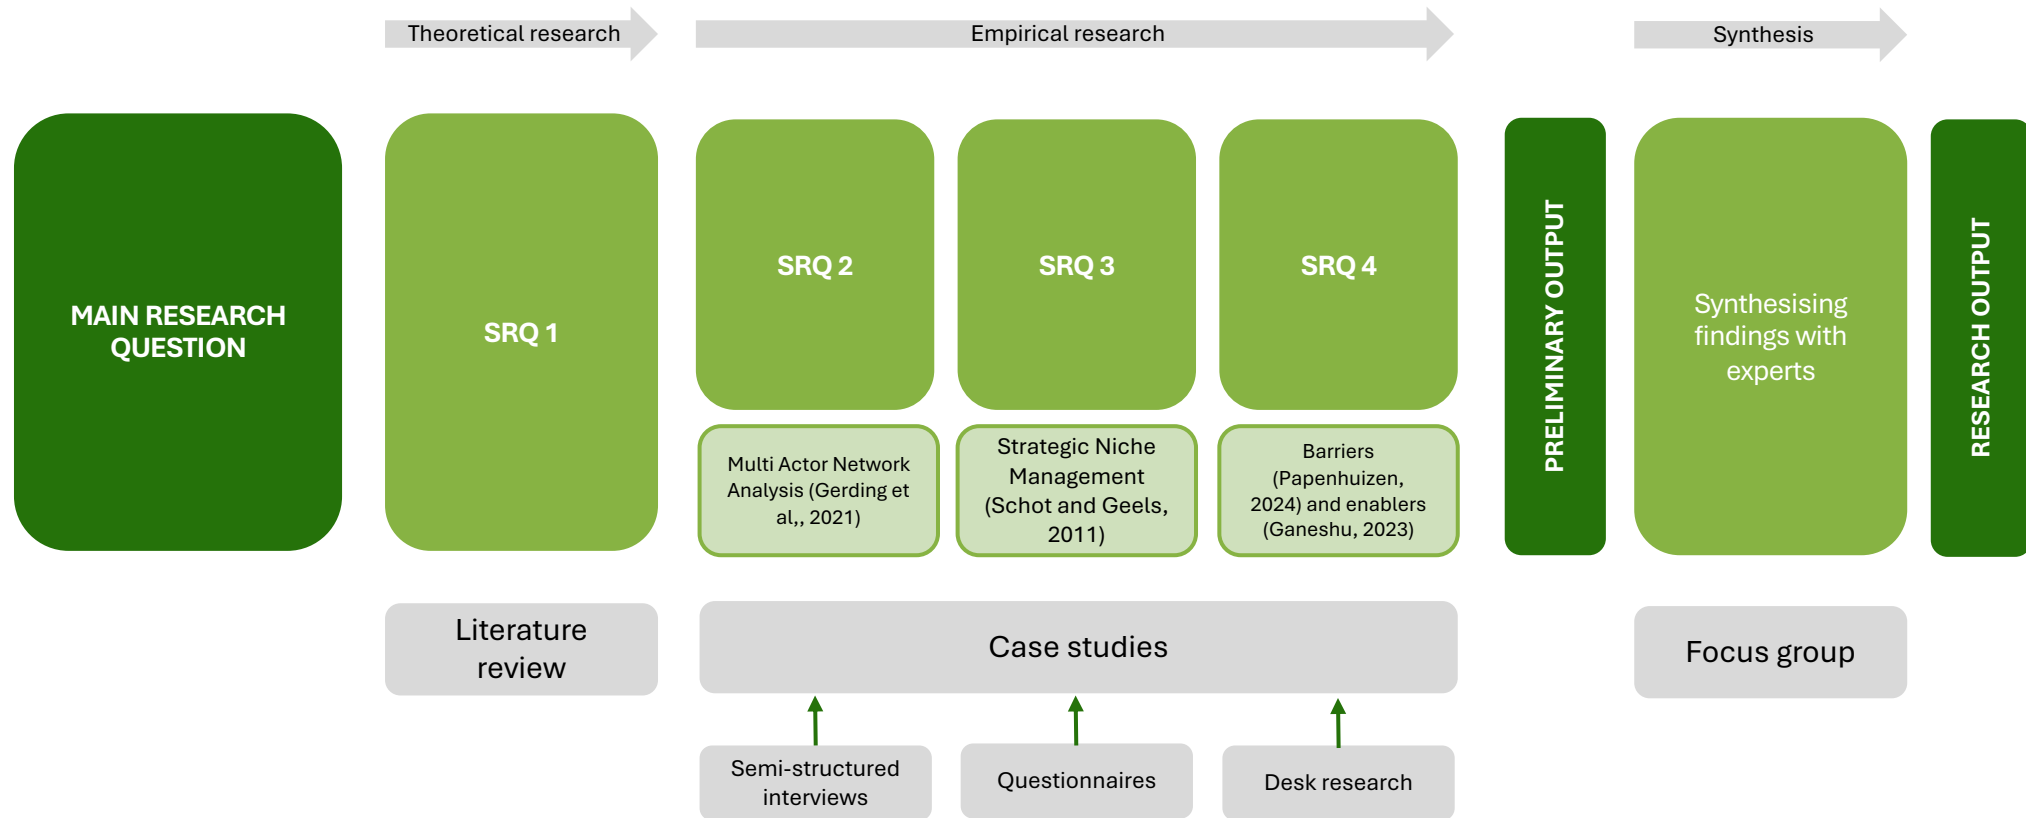 Theoretical research
Empirical research
Synthesis
MAIN RESEARCH
QUESTION
SRQ 1
SRQ 2
SRQ 3
SRQ 4
Multi Actor Network
Analysis (Gerding et
al,, 2021)
Strategic Niche
Management
(Schot and Geels,
2011)
Barriers
(Papenhuizen,
2024) and enablers
(Ganeshu, 2023)
PRELIMINARY OUTPUT
Synthesising
findings with
experts
RESEARCH OUTPUT
Literature
review
Case studies
Focus group
Semi-structured
interviews
Questionnaires
Desk research